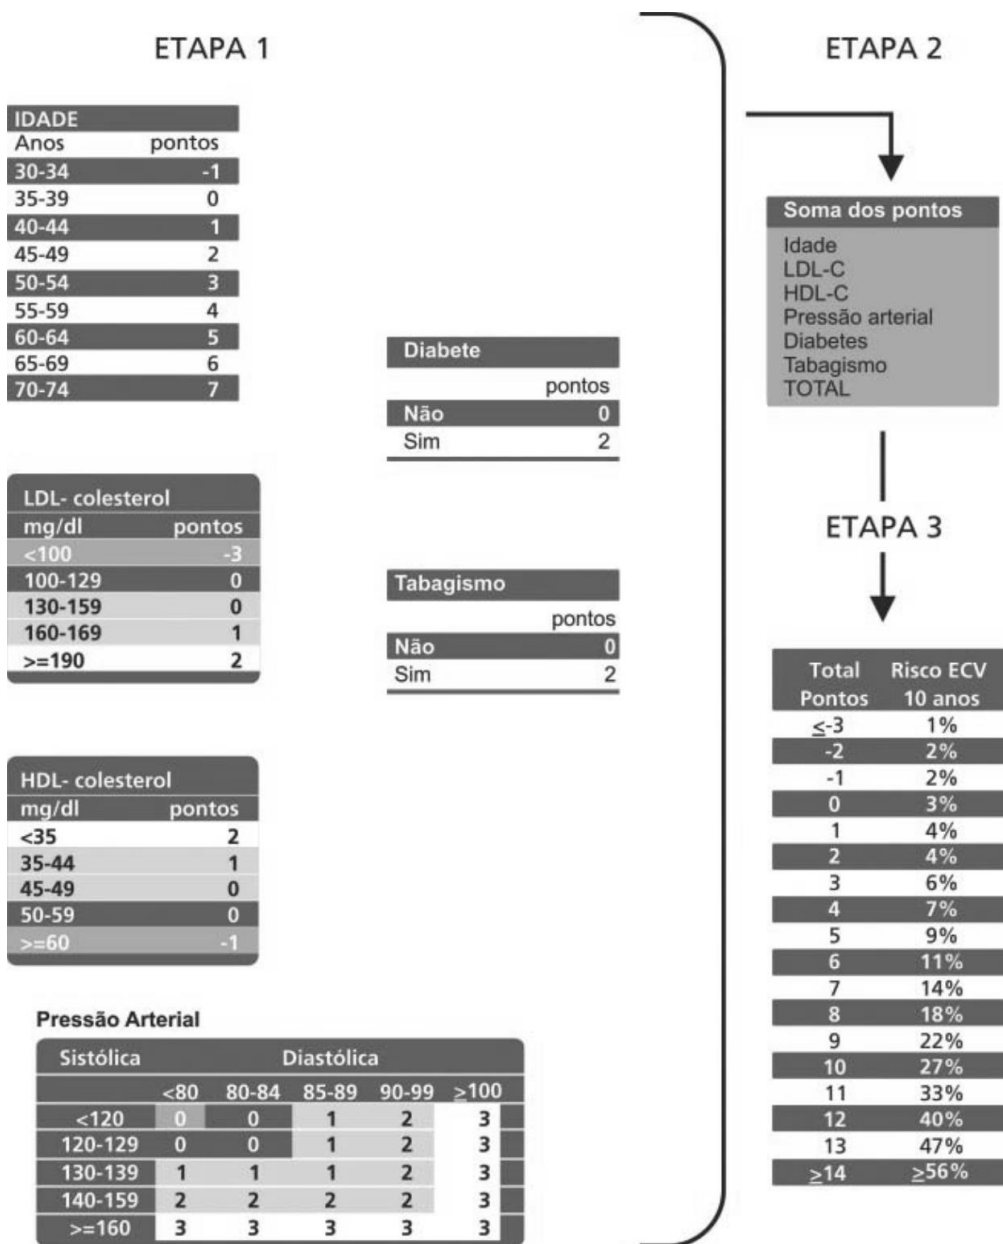 ETAPA 1
IDADE
Anos pontos
30-34 -1
35-39 0
40-44 1
45-49 2
50-54 3
55-59 4
60-64 5
65-69 6
70-74 7
LDL- colesterol
mg/dl pontos
<100 -3
100-129 0
130-159 0
160-169 1
>=190 2
HDL- colesterol
mg/dl pontos
<35 2
35-44 1
45-49 0
50-59 0
>=60 -1
Diabete
pontos
Não 0
Sim 2
Tabagismo
pontos
Não 0
Sim 2
Pressão Arterial
Sistólica Diastólica
<80 80-84 85-89 90-99 ≥100
<120 0 0 1 2 3
120-129 0 0 1 2 3
130-139 1 1 1 2 3
140-159 2 2 2 2 3
>=160 3 3 3 3 3
ETAPA 2
Soma dos pontos
Idade
LDL-C
HDL-C
Pressão arterial
Diabetes
Tabagismo
TOTAL
ETAPA 3
Total Risco ECV
Pontos 10 anos
≤-3 1%
-2 2%
-1 2%
0 3%
1 4%
2 4%
3 6%
4 7%
5 9%
6 11%
7 14%
8 18%
9 22%
10 27%
11 33%
12 40%
13 47%
≥14 ≥56%